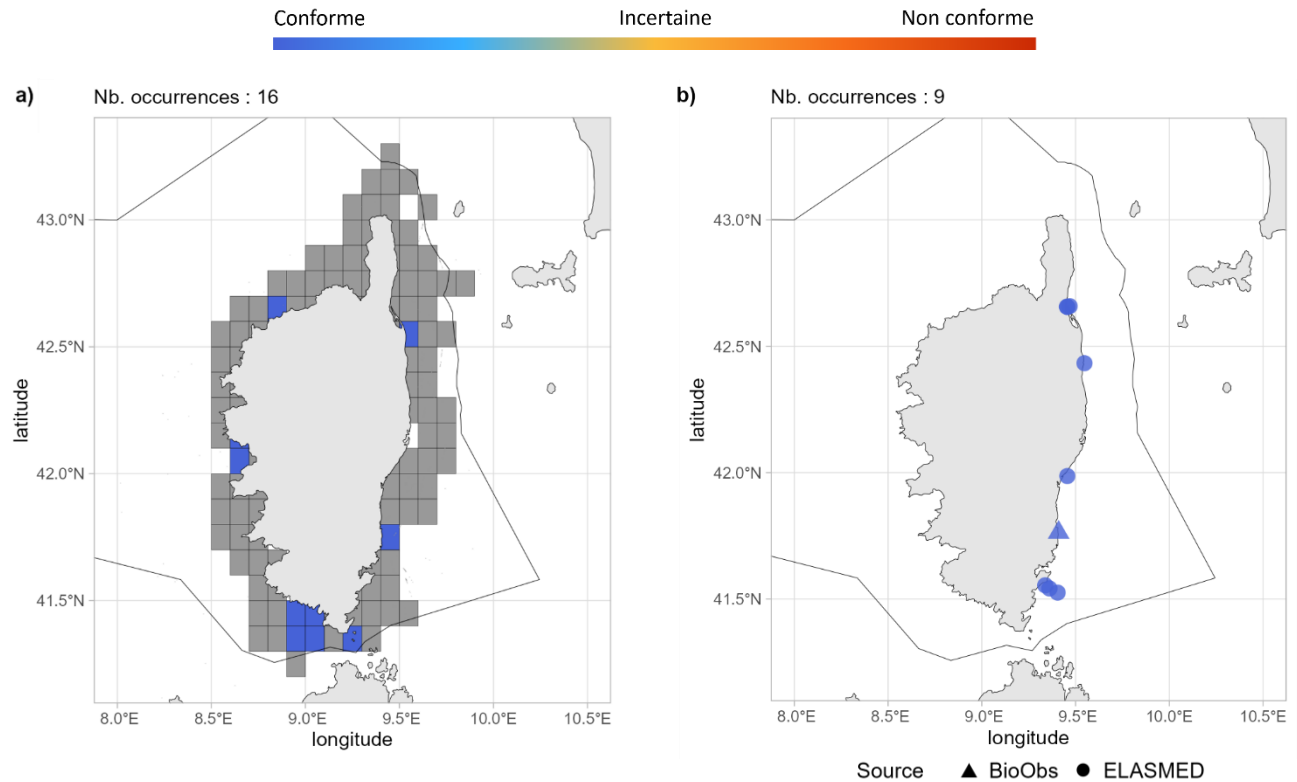 Conforme Incertaine Non conforme
a) Nb. occurrences : 16
43.0°N
42.5°N
42.0°N
41.5°N
latitude
8.0°E 8.5°E 9.0°E 9.5°E 10.0°E 10.5°E
longitude
b) Nb. occurrences : 9
43.0°N
42.5°N
42.0°N
41.5°N
latitude
8.0°E 8.5°E 9.0°E 9.5°E 10.0°E 10.5°E
longitude
Source BioObs ELASMED